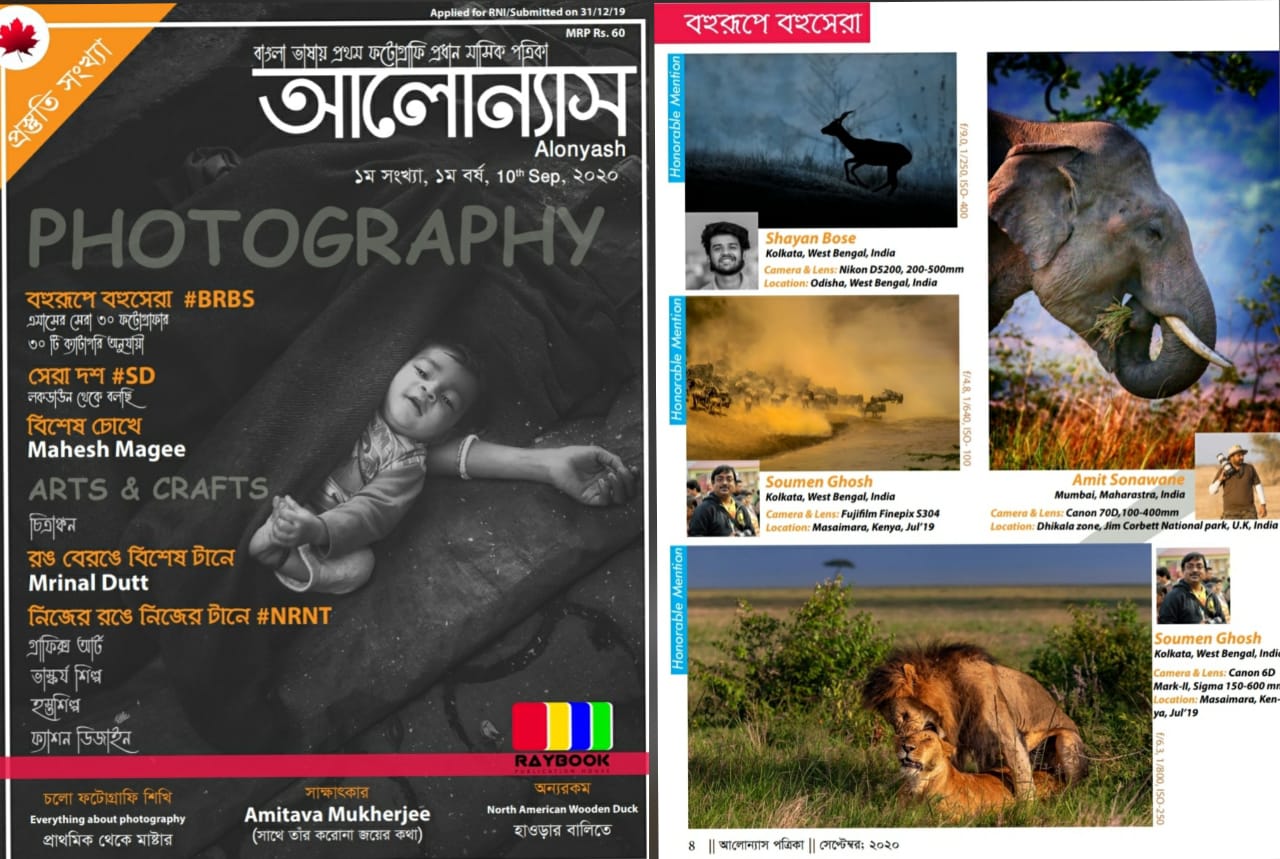 Applied for RNI/Submitted on 31/12/19
MRP Rs. 60
প্রস্তুতি সংখ্যা
বাংলা ভাষায় প্রথম ফটোগ্রাফি প্রধান মাসিক পত্রিকা
আলোন্যাস
Alonyash
১ম সংখ্যা, ১ম বর্ষ, 10th Sep, ২০২০
PHOTOGRAPHY
বহুরূপে বহুসেরা #BRBS
এমাসের সেরা ৩০ ফটোগ্রাফার
৩০ টি ক্যাটাগরি অনুযায়ী
সেরা দশ #SD
লকডাউন থেকে বলছি
বিশেষ চোখে
Mahesh Magee
ARTS & CRAFTS
চিত্রাঙ্কন
রঙ বেরঙে বিশেষ টানে
Mrinal Dutt
নিজের রঙে নিজের টানে #NRNT
গ্রাফিক্স আর্ট
ভাস্কর্য শিল্প
হস্তশিল্প
ফ্যাশন ডিজাইন
RAYBOOK
PUBLICATION HOUSE
চলো ফটোগ্রাফি শিখি
Everything about photography
প্রাথমিক থেকে মাষ্টার
সাক্ষাৎকার
Amitava Mukherjee
(সাথে তাঁর করোনা জয়ের কথা)
অন্যরকম
North American Wooden Duck
হাওড়ার বালিতে
বহুরূপে বহুসেরা
Honorable Mention
f/9.0, 1/250, ISO- 400
Shayan Bose
Kolkata, West Bengal, India
Camera & Lens: Nikon D5200, 200-500mm
Location: Odisha, West Bengal, India
Honorable Mention
f/4.8, 1/640, ISO- 100
Soumen Ghosh
Kolkata, West Bengal, India
Camera & Lens: Fujifilm Finepix S304
Location: Masaimara, Kenya, Jul'19
Amit Sonawane
Mumbai, Maharastra, India
Camera & Lens: Canon 70D,100-400mm
Location: Dhikala zone, Jim Corbett National park, U.K, India
Honorable Mention
Soumen Ghosh
Kolkata, West Bengal, India
Camera & Lens: Canon 6D
Mark-II, Sigma 150-600 mm
Location: Masaimara, Ken-
ya, Jul'19
f/6.3, 1/800, ISO-250
8 || আলোন্যাস পত্রিকা || সেপ্টেম্বর; ২০২০